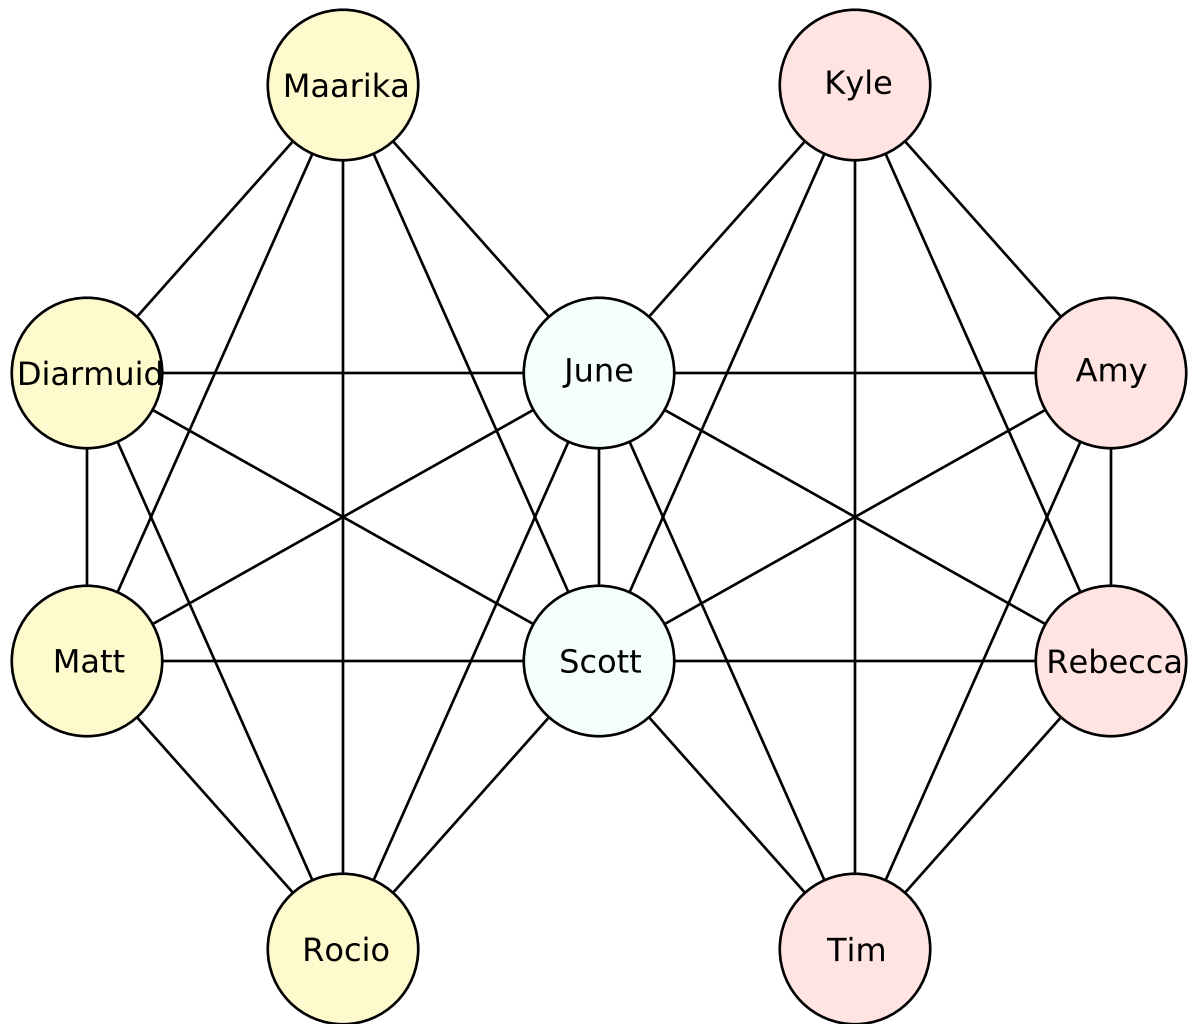 Maarika
Kyle
Diarmuid
June
Amy
Matt
Scott
Rebecca
Rocio
Tim